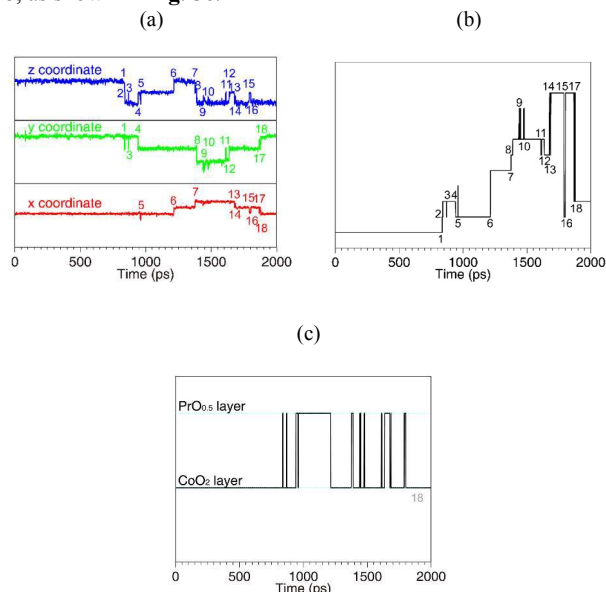 (a)
(b)
z coordinate 1 3 5 6 7 8 10 12 11 13 15
2 4 9 14 16
y coordinate 1 4 8 10 11 18
3 9 12 17
x coordinate 5 6 7 13 15 17
14 16 18
0 500 1000 1500 2000
Time (ps)
14 151617
9
2 34 8 10 11
12
13
5 6 7
1 16 18
0 500 1000 1500 2000
Time (ps)
(c)
PrO0.5 layer
CoO2 layer
18
0 500 1000 1500 2000
Time (ps)